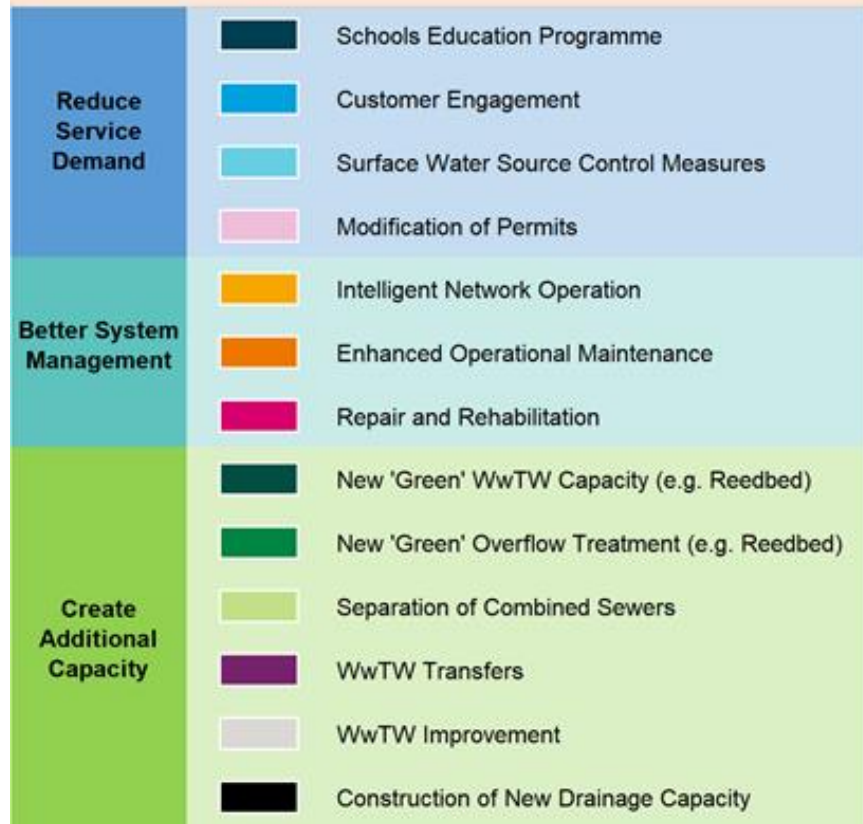 Reduce
Service
Demand
Schools Education Programme
Customer Engagement
Surface Water Source Control Measures
Modification of Permits
Better System
Management
Intelligent Network Operation
Enhanced Operational Maintenance
Repair and Rehabilitation
Create
Additional
Capacity
New 'Green' WwTW Capacity (e.g. Reedbed)
New 'Green' Overflow Treatment (e.g. Reedbed)
Separation of Combined Sewers
WwTW Transfers
WwTW Improvement
Construction of New Drainage Capacity